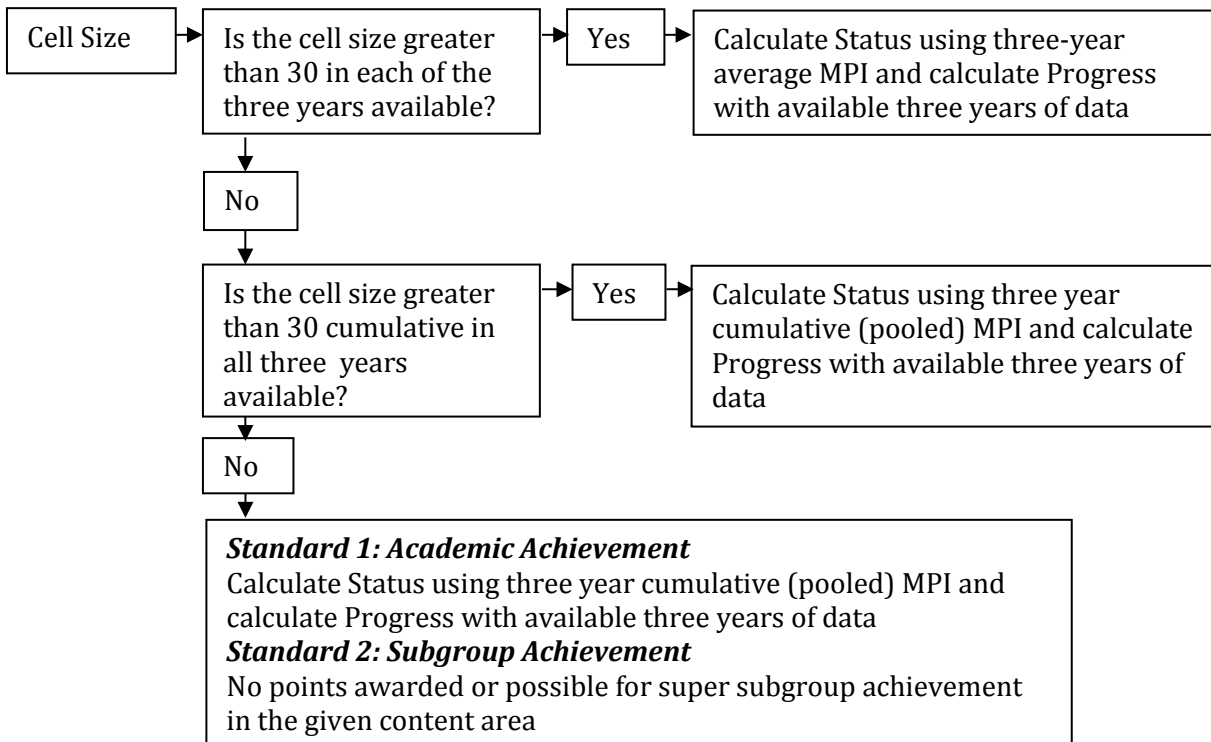 Cell Size
Is the cell size greater
than 30 in each of the
three years available?
Yes
Calculate Status using three-year
average MPI and calculate Progress
with available three years of data
No
Is the cell size greater
than 30 cumulative in
all three  years
available?
Yes
Calculate Status using three year
cumulative (pooled) MPI and calculate
Progress with available three years of
data
No
Standard 1: Academic Achievement
Calculate Status using three year cumulative (pooled) MPI and
calculate Progress with available three years of data
Standard 2: Subgroup Achievement
No points awarded or possible for super subgroup achievement
in the given content area